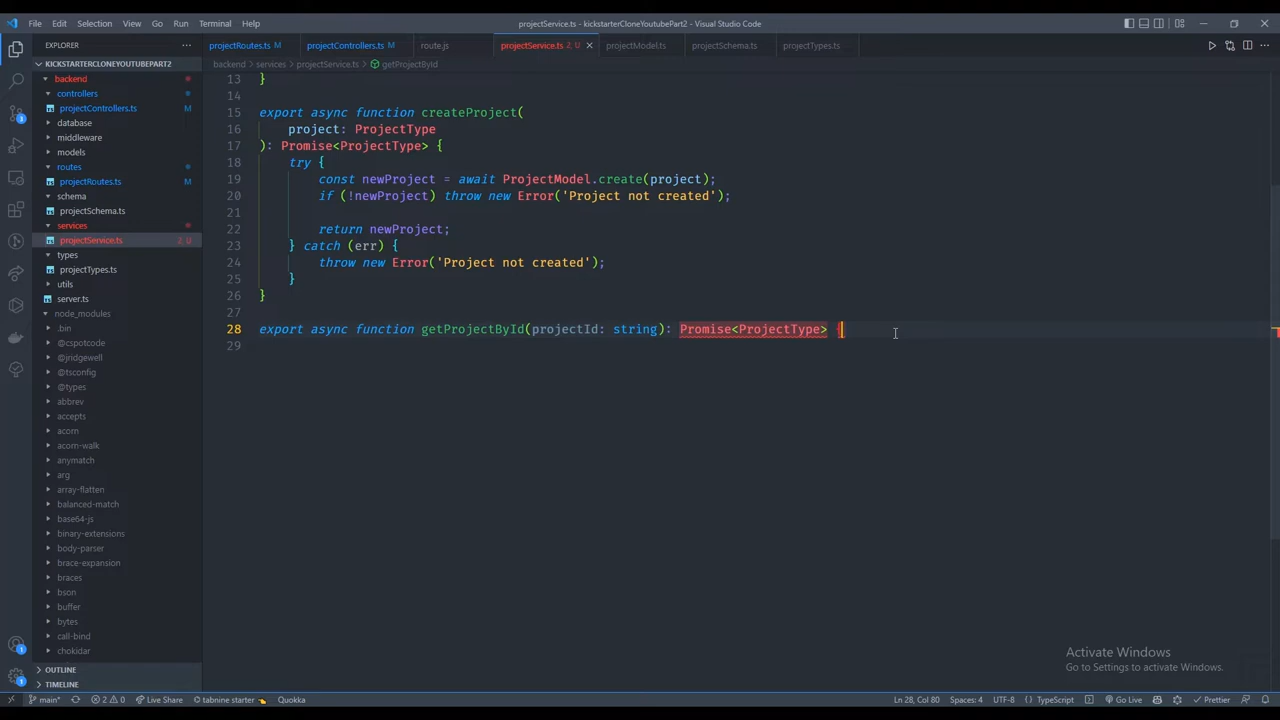 File Edit Selection View Go Run Terminal Help
projectService.ts - kickstarterCloneYoutubePart2 - Visual Studio Code
EXPLORER
projectRoutes.ts M
projectControllers.ts M
route.js
projectService.ts 2, U
projectModel.ts
projectSchema.ts
projectTypes.ts
backend > services > projectService.ts > getProjectById
KICKSTARTERCLONEYOUTUBEPART2
backend
controllers
projectControllers.ts M
database
middleware
models
routes
projectRoutes.ts M
schema
projectSchema.ts
services
projectService.ts 2, U
types
projectTypes.ts
utils
server.ts
node_modules
.bin
@cspotcode
@jridgewell
@tsconfig
@types
abbrev
accepts
acorn
acorn-walk
anymatch
arg
array-flatten
balanced-match
base64-js
binary-extensions
body-parser
brace-expansion
braces
bson
buffer
bytes
call-bind
chokidar
OUTLINE
TIMELINE
13 }
14
15 export async function createProject(
16 project: ProjectType
17 ): Promise<ProjectType> {
18 try {
19 const newProject = await ProjectModel.create(project);
20 if (!newProject) throw new Error('Project not created');
21
22 return newProject;
23 } catch (err) {
24 throw new Error('Project not created');
25 }
26 }
27
28 export async function getProjectById(projectId: string): Promise<ProjectType> {
29
3
1
1
Activate Windows
Go to Settings to activate Windows.
main* 2 0 Live Share tabnine starter Quokka
Ln 28, Col 80 Spaces: 4 UTF-8 {} TypeScript Go Live Prettier